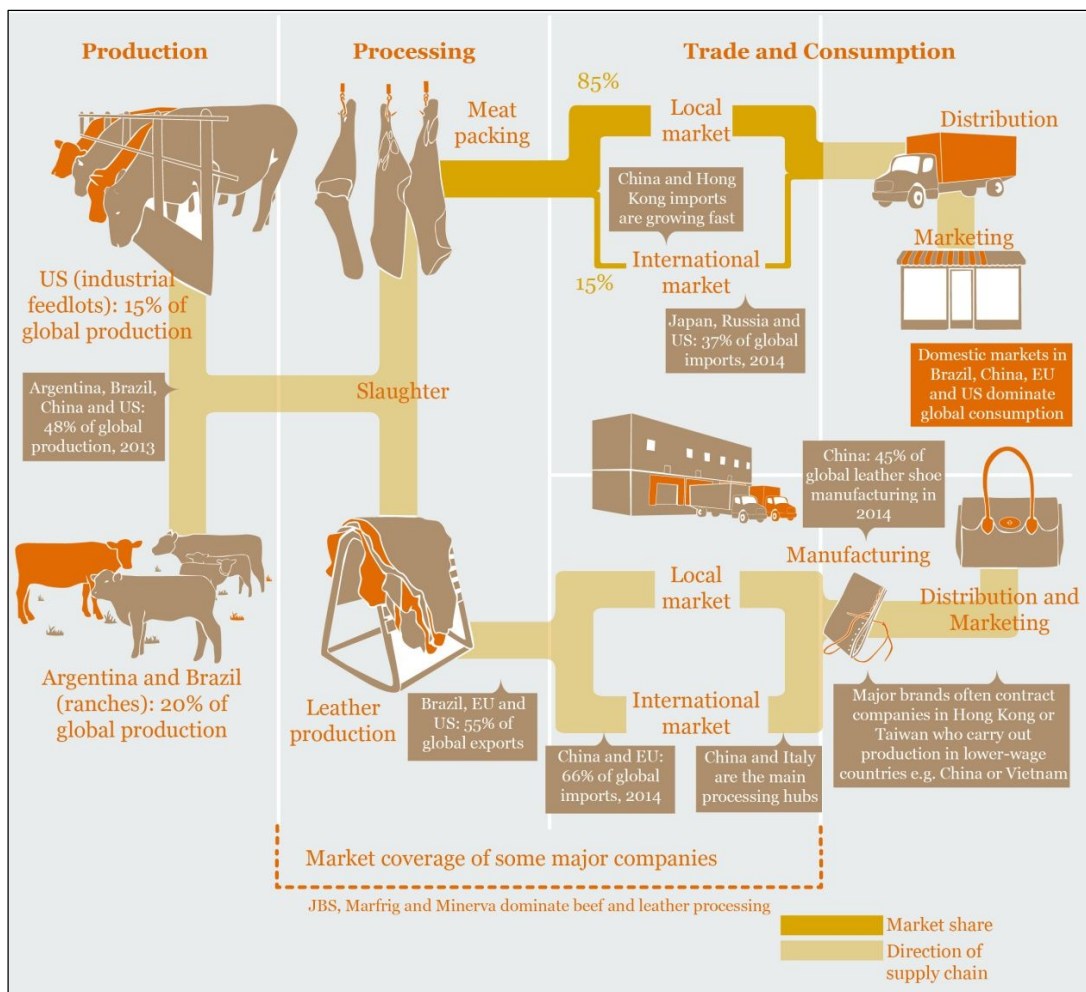 Production
Processing
Trade and Consumption
85%
Meat
packing
Local
market
Distribution
China and Hong
Kong imports
are growing fast
Marketing
International
market
15%
US (industrial
feedlots): 15% of
global production
Japan, Russia and
US: 37% of global
imports, 2014
Domestic markets in
Brazil, China, EU
and US dominate
global consumption
Argentina, Brazil,
China and US:
48% of global
production, 2013
Slaughter
China: 45% of
global leather shoe
manufacturing in
2014
Manufacturing
Local
market
Distribution and
Marketing
Argentina and Brazil
(ranches): 20% of
global production
Leather
production
Brazil, EU and
US: 55% of
global exports
International
market
China and EU:
66% of global
imports, 2014
China and Italy
are the main
processing hubs
Major brands often contract
companies in Hong Kong or
Taiwan who carry out
production in lower-wage
countries e.g. China or Vietnam
Market coverage of some major companies
JBS, Marfrig and Minerva dominate beef and leather processing
Market share
Direction of
supply chain